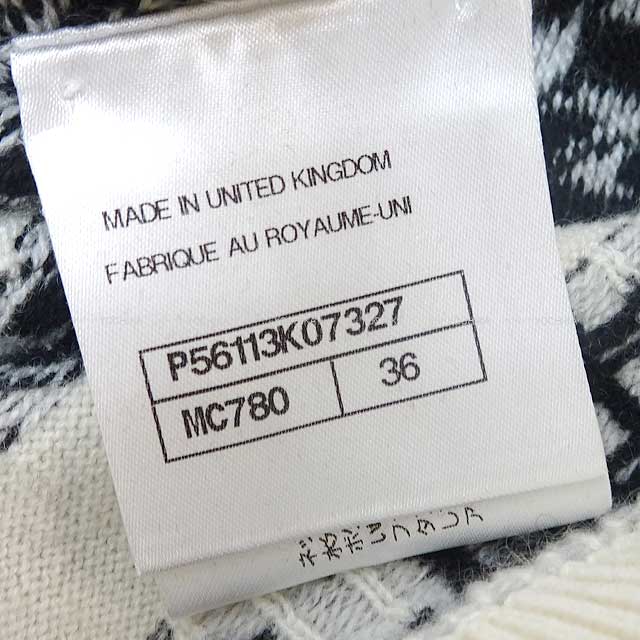 MADE IN UNITED KINGDOM
FABRIQUE AU ROYAUME-UNI
P56113K07327
MC780 36